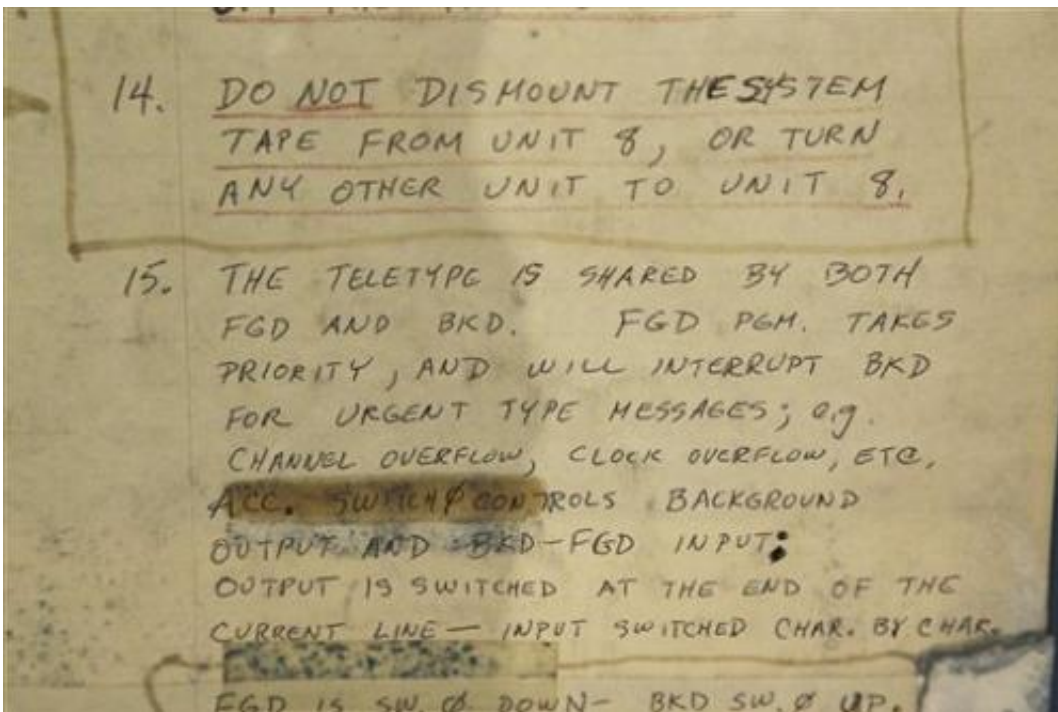 14. DO NOT DISMOUNT THE SYSTEM
TAPE FROM UNIT 8, OR TURN
ANY OTHER UNIT TO UNIT 8.
15. THE TELETYPE IS SHARED BY BOTH
FGD AND BKD. FGD PGM. TAKES
PRIORITY, AND WILL INTERRUPT BKD
FOR URGENT TYPE MESSAGES; e.g.
CHANNEL OVERFLOW, CLOCK OVERFLOW, ETC.
ACC. SWITCH Ø CONTROLS BACKGROUND
OUTPUT AND BKD-FGD INPUT;
OUTPUT IS SWITCHED AT THE END OF THE
CURRENT LINE — INPUT SWITCHED CHAR. BY CHAR.
FGD IS SW. Ø DOWN- BKD SW. Ø UP.